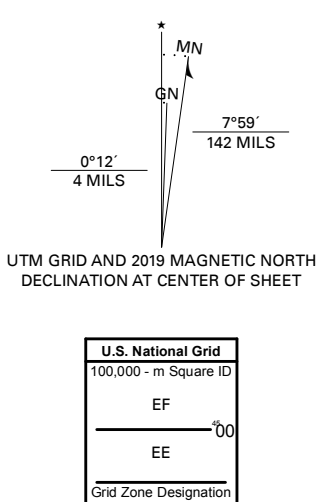 ★
MN
GN
7°59´
142 MILS
0°12´
4 MILS
UTM GRID AND 2019 MAGNETIC NORTH
DECLINATION AT CENTER OF SHEET
U.S. National Grid
100,000 - m Square ID
EF
⁴⁵00
EE
Grid Zone Designation